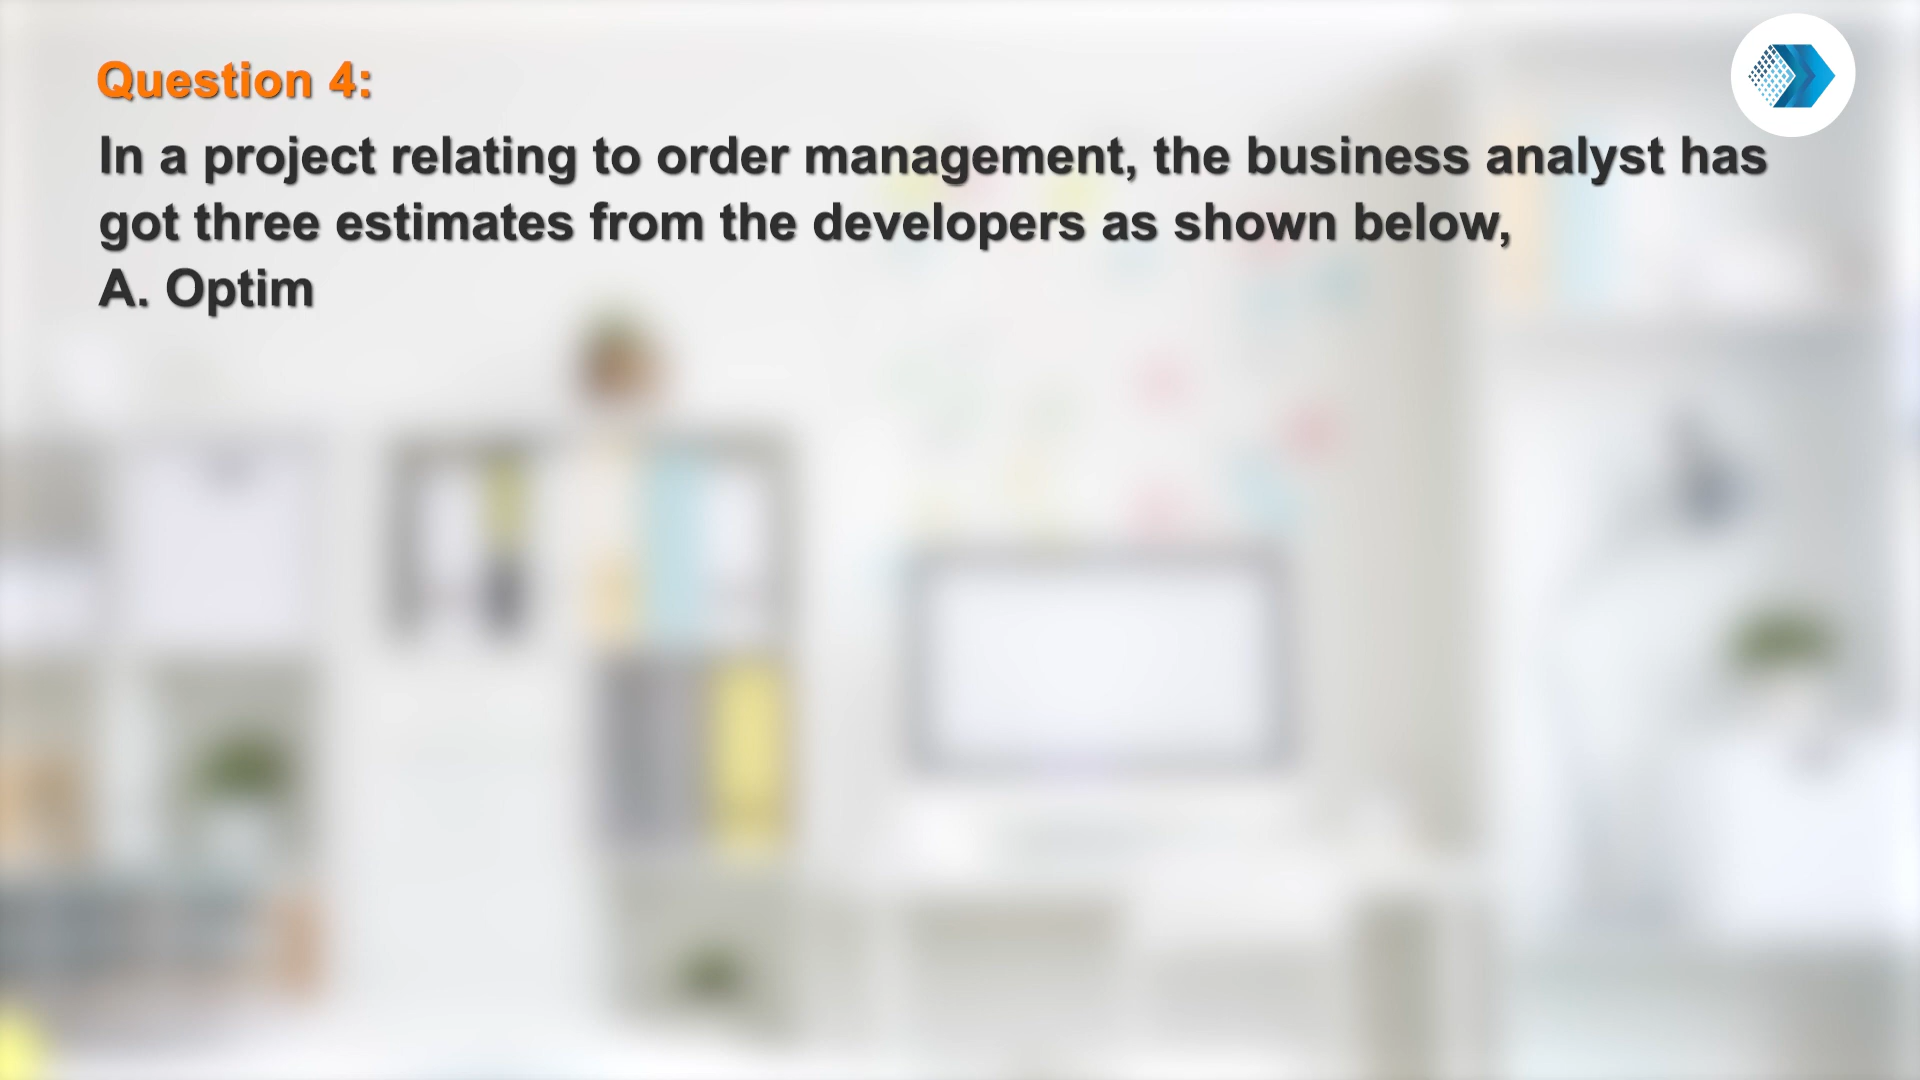 Question 4:
In a project relating to order management, the business analyst has
got three estimates from the developers as shown below,
A. Optim